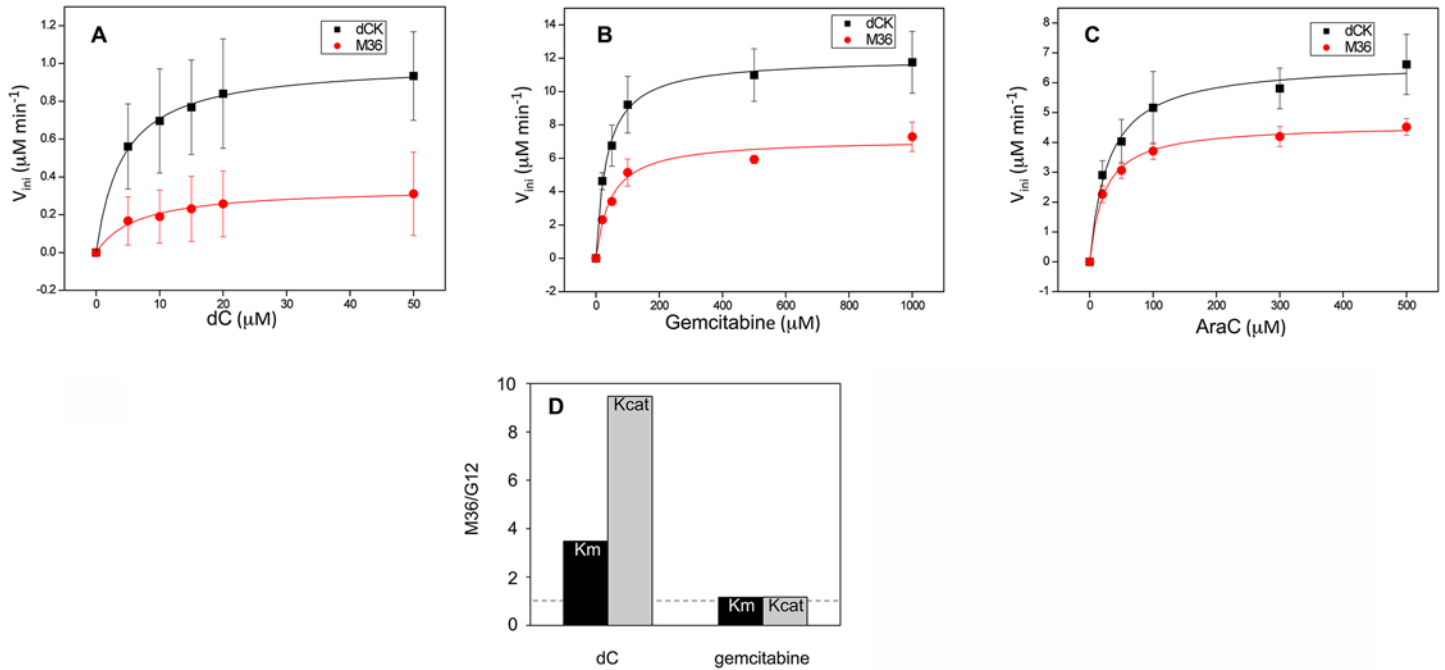 A
dCK
M36
1.2
1.0
0.8
0.6
0.4
0.2
0.0
-0.2
V_ini (μM min⁻¹)
0 10 20 30 40 50
dC (μM)
B
dCK
M36
14
12
10
8
6
4
2
0
-2
V_ini (μM min⁻¹)
0 200 400 600 800 1000
Gemcitabine (μM)
C
dCK
M36
8
7
6
5
4
3
2
1
0
-1
V_ini (μM min⁻¹)
0 100 200 300 400 500
AraC (μM)
D
10
8
6
4
2
0
M36/G12
Km Kcat
Km Kcat
dC gemcitabine